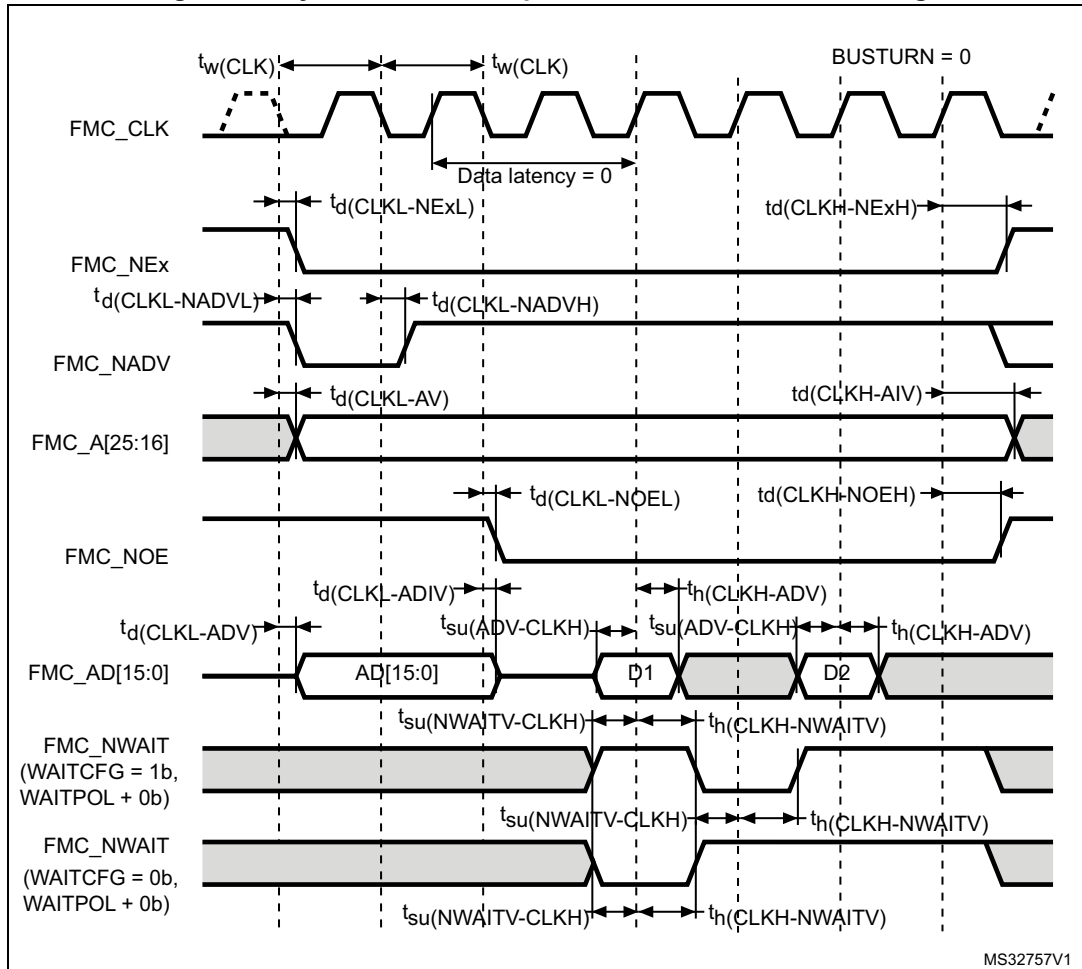 BUSTURN = 0
tw(CLK) tw(CLK)
FMC_CLK
Data latency = 0
td(CLKL-NExL) td(CLKH-NExH)
FMC_NEx
td(CLKL-NADVL) td(CLKL-NADVH)
FMC_NADV
td(CLKL-AV) td(CLKH-AIV)
FMC_A[25:16]
td(CLKL-NOEL) td(CLKH-NOEH)
FMC_NOE
td(CLKL-ADIV) th(CLKH-ADV)
td(CLKL-ADV) tsu(ADV-CLKH) tsu(ADV-CLKH) th(CLKH-ADV)
FMC_AD[15:0] AD[15:0] D1 D2
tsu(NWAITV-CLKH) th(CLKH-NWAITV)
FMC_NWAIT
(WAITCFG = 1b,
WAITPOL + 0b)
tsu(NWAITV-CLKH) th(CLKH-NWAITV)
FMC_NWAIT
(WAITCFG = 0b,
WAITPOL + 0b)
tsu(NWAITV-CLKH) th(CLKH-NWAITV)
MS32757V1